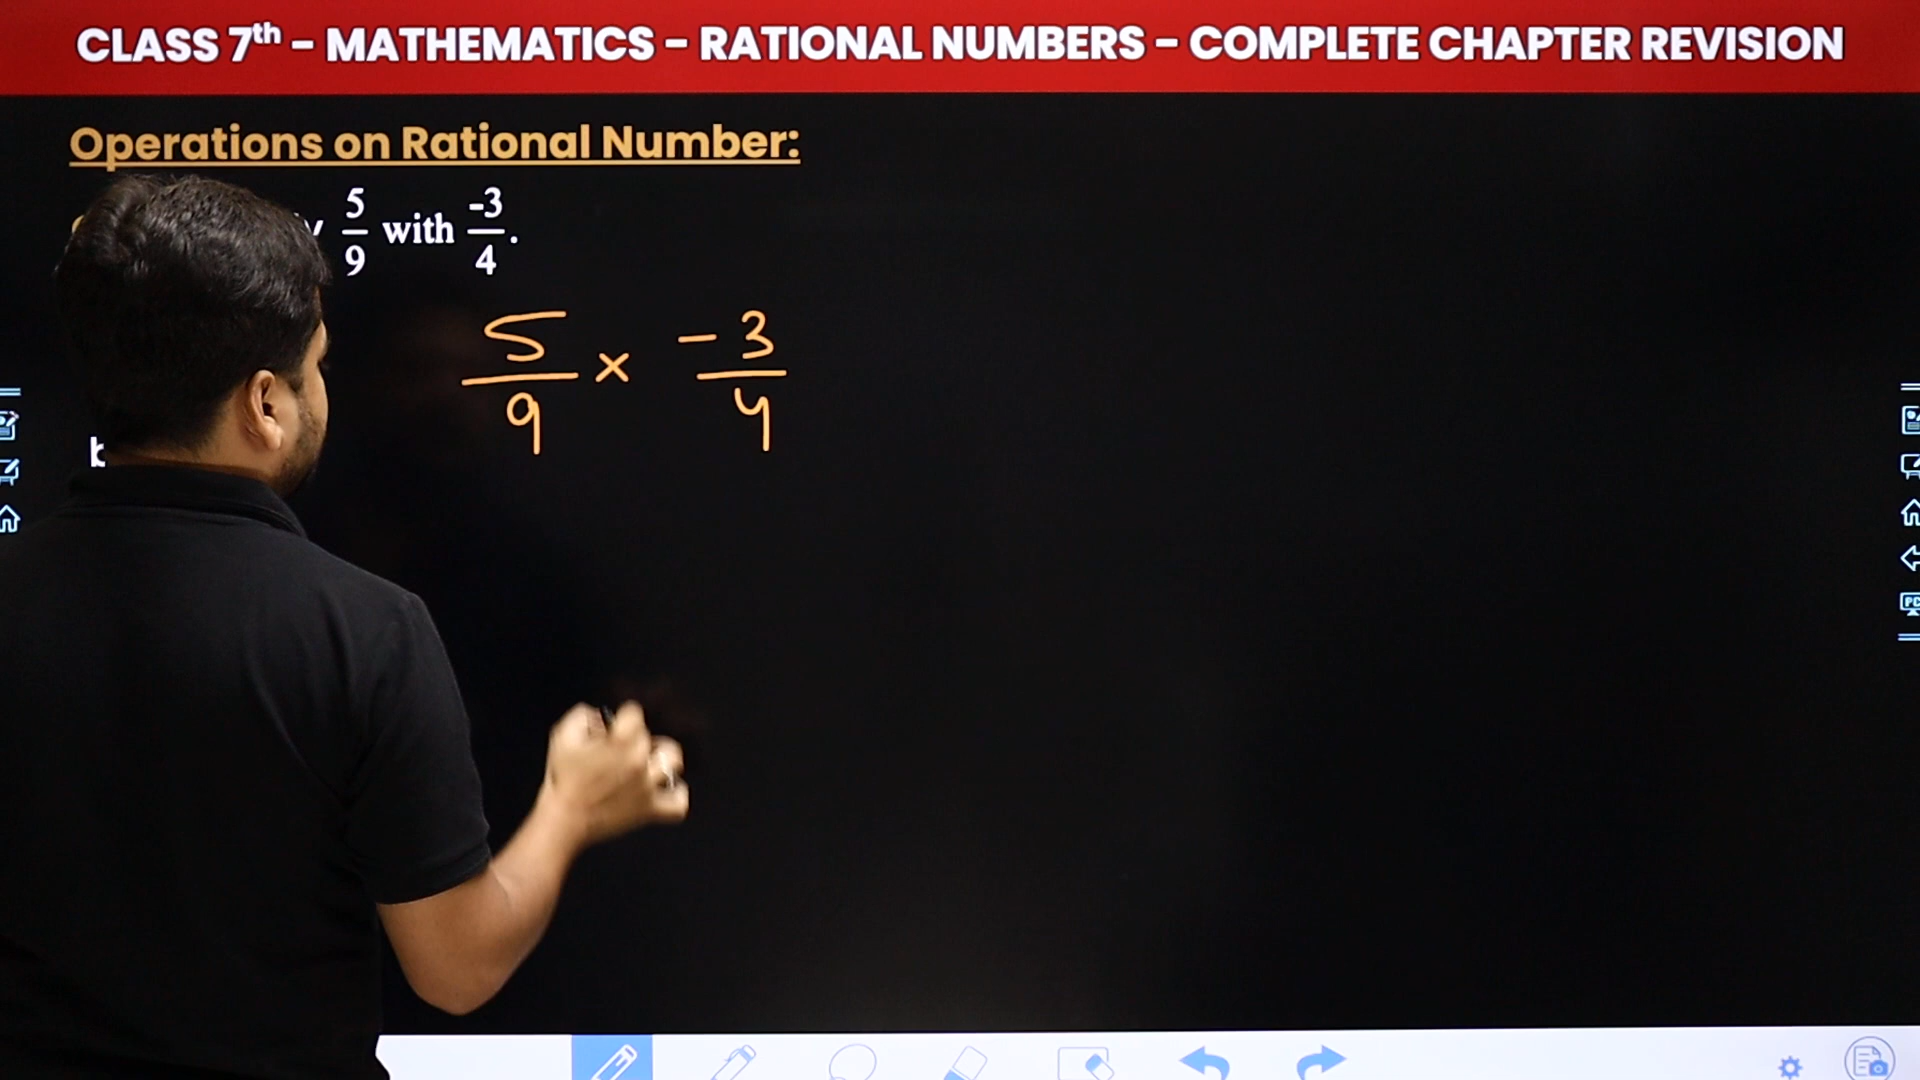 CLASS 7th - MATHEMATICS - RATIONAL NUMBERS - COMPLETE CHAPTER REVISION
Operations on Rational Number:
5/9 with -3/4.
5/9 × -3/4